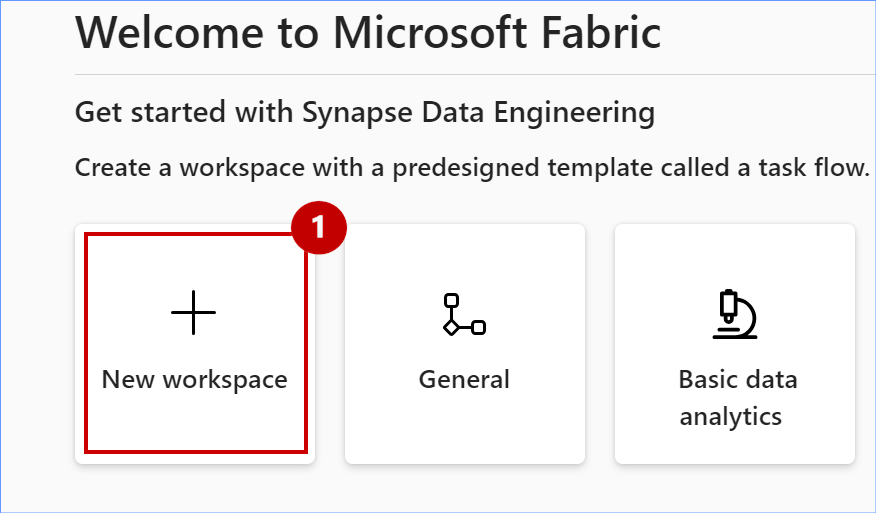 Welcome to Microsoft Fabric
Get started with Synapse Data Engineering
Create a workspace with a predesigned template called a task flow.
1
New workspace
General
Basic data
analytics